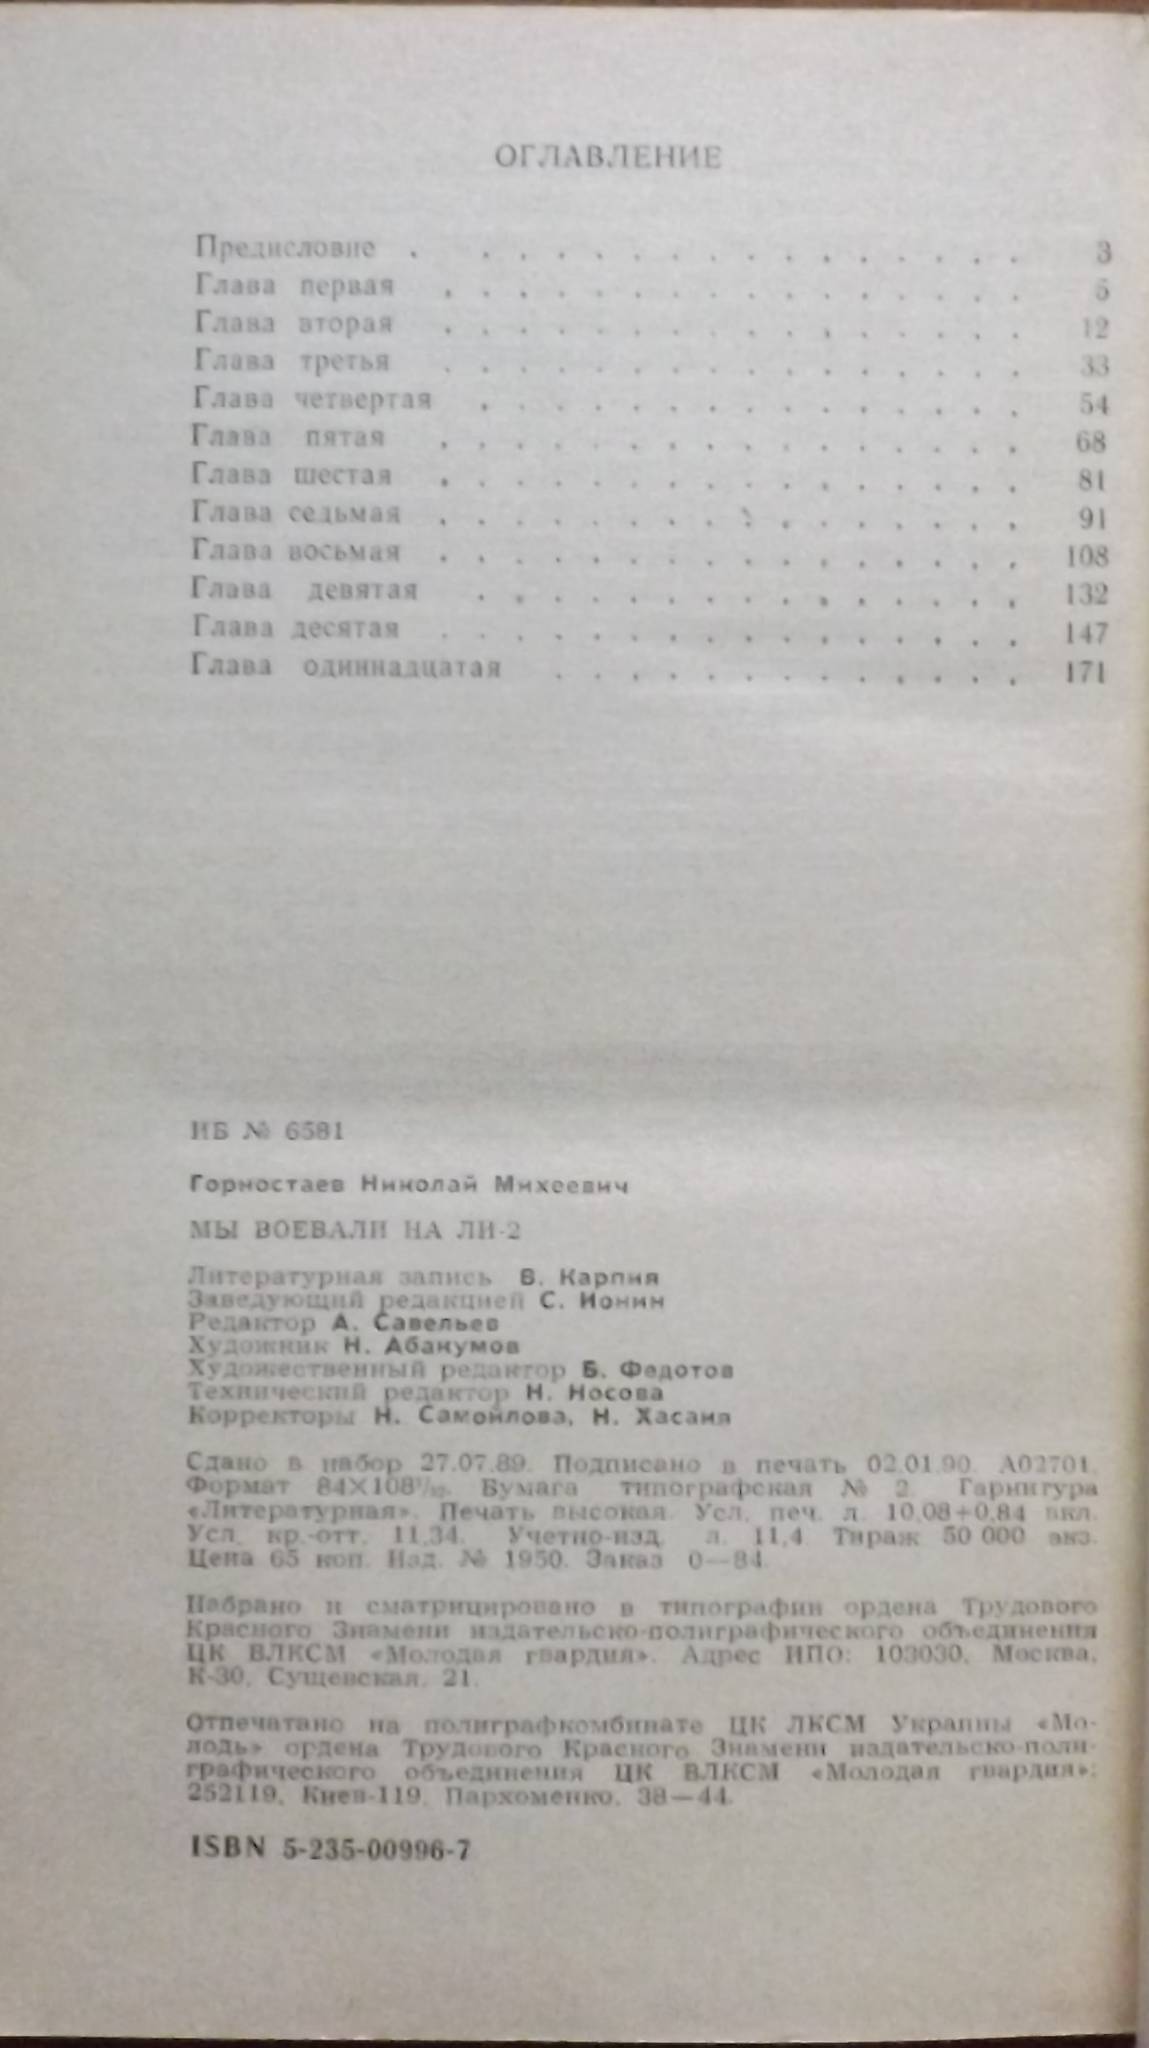 ОГЛАВЛЕНИЕ
Предисловие . . . . . . . . . . . . . . . . 3
Глава первая . . . . . . . . . . . . . . . . 5
Глава вторая . . . . . . . . . . . . . . . . 12
Глава третья . . . . . . . . . . . . . . . . 33
Глава четвертая . . . . . . . . . . . . . . . 54
Глава пятая . . . . . . . . . . . . . . . . 68
Глава шестая . . . . . . . . . . . . . . . . 81
Глава седьмая . . . . . . . . . . . . . . . . 91
Глава восьмая . . . . . . . . . . . . . . . . 108
Глава девятая . . . . . . . . . . . . . . . 132
Глава десятая . . . . . . . . . . . . . . . . 147
Глава одиннадцатая . . . . . . . . . . . . . 171
ИБ № 6581
Горностаев Николай Михеевич
МЫ ВОЕВАЛИ НА ЛИ-2
Литературная запись В. Карпия
Заведующий редакцией С. Ионин
Редактор А. Савельев
Художник Н. Абакумов
Художественный редактор Б. Федотов
Технический редактор Н. Носова
Корректоры Н. Самойлова, Н. Хасаия
Сдано в набор 27.07.89. Подписано в печать 02.01.90. А02701.
Формат 84×108¹/₃₂. Бумага типографская № 2. Гарнитура
«Литературная». Печать высокая. Усл. печ. л. 10,08+0,84 вкл.
Усл. кр.-отт. 11,34. Учетно-изд. л. 11,4. Тираж 50 000 экз.
Цена 65 коп. Изд. № 1950. Заказ 0—84.
Набрано и сматрицировано в типографии ордена Трудового
Красного Знамени издательско-полиграфического объединения
ЦК ВЛКСМ «Молодая гвардия». Адрес ИПО: 103030, Москва,
К-30, Сущевская, 21.
Отпечатано на полиграфкомбинате ЦК ЛКСМ Украины «Мо-
лодь» ордена Трудового Красного Знамени издательско-поли-
графического объединения ЦК ВЛКСМ «Молодая гвардия»:
252119, Киев-119, Пархоменко, 38—44.
ISBN 5-235-00996-7